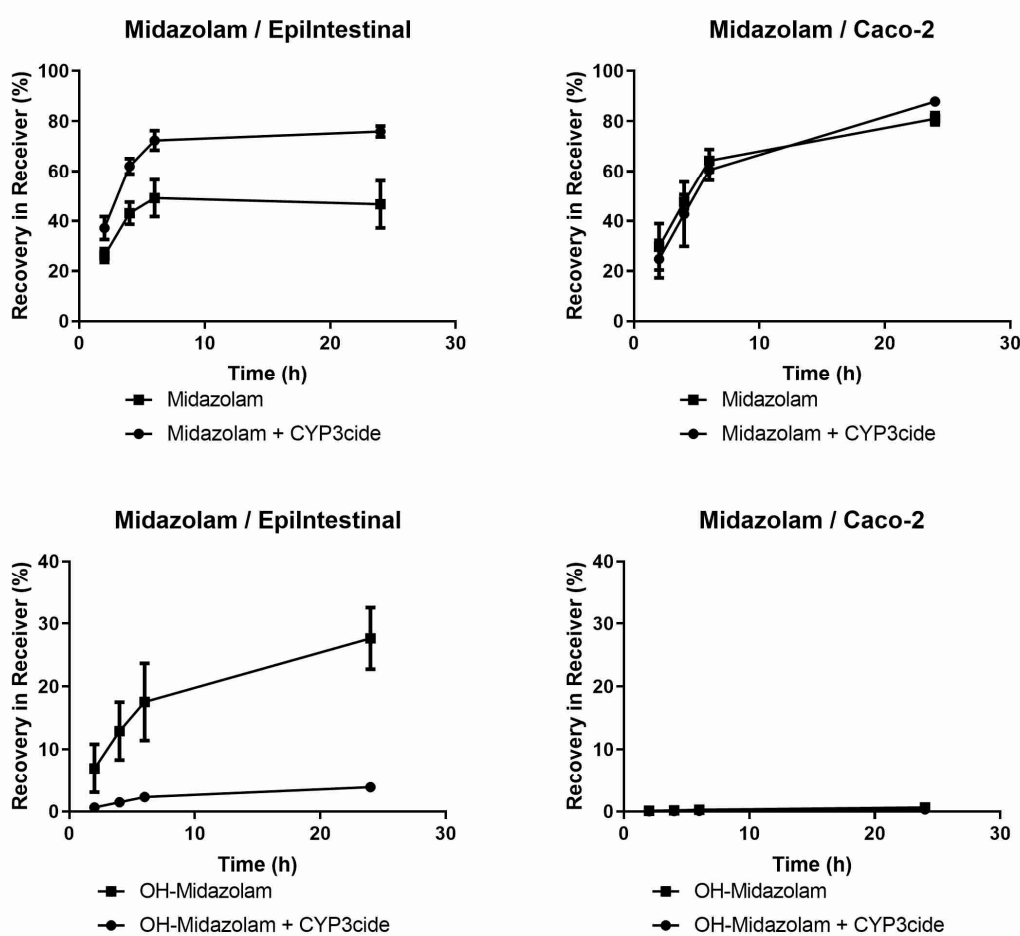 Midazolam / EpiIntestinal
Recovery in Receiver (%)
100
80
60
40
20
0
0 10 20 30
Time (h)
Midazolam
Midazolam + CYP3cide
Midazolam / Caco-2
Recovery in Receiver (%)
100
80
60
40
20
0
0 10 20 30
Time (h)
Midazolam
Midazolam + CYP3cide
Midazolam / EpiIntestinal
Recovery in Receiver (%)
40
30
20
10
0
0 10 20 30
Time (h)
OH-Midazolam
OH-Midazolam + CYP3cide
Midazolam / Caco-2
Recovery in Receiver (%)
40
30
20
10
0
0 10 20 30
Time (h)
OH-Midazolam
OH-Midazolam + CYP3cide